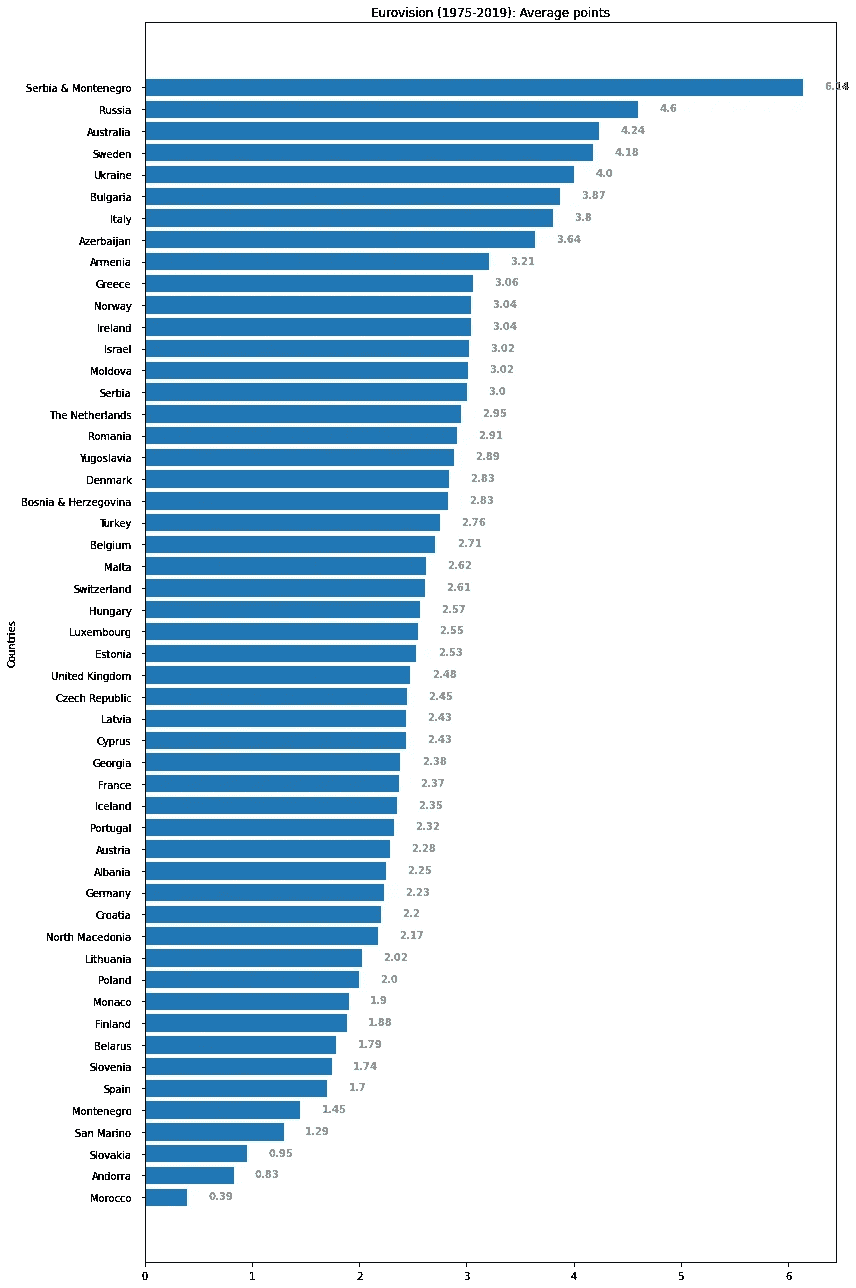 Eurovision (1975-2019): Average points
Serbia & Montenegro 6.14
Russia 4.6
Australia 4.24
Sweden 4.18
Ukraine 4.0
Bulgaria 3.87
Italy 3.8
Azerbaijan 3.64
Armenia 3.21
Greece 3.06
Norway 3.04
Ireland 3.04
Israel 3.02
Moldova 3.02
Serbia 3.0
The Netherlands 2.95
Romania 2.91
Yugoslavia 2.89
Denmark 2.83
Bosnia & Herzegovina 2.83
Turkey 2.76
Belgium 2.71
Malta 2.62
Switzerland 2.61
Hungary 2.57
Luxembourg 2.55
Estonia 2.53
United Kingdom 2.48
Czech Republic 2.45
Latvia 2.43
Cyprus 2.43
Georgia 2.38
France 2.37
Iceland 2.35
Portugal 2.32
Austria 2.28
Albania 2.25
Germany 2.23
Croatia 2.2
North Macedonia 2.17
Lithuania 2.02
Poland 2.0
Monaco 1.9
Finland 1.88
Belarus 1.79
Slovenia 1.74
Spain 1.7
Montenegro 1.45
San Marino 1.29
Slovakia 0.95
Andorra 0.83
Morocco 0.39
Countries
0 1 2 3 4 5 6